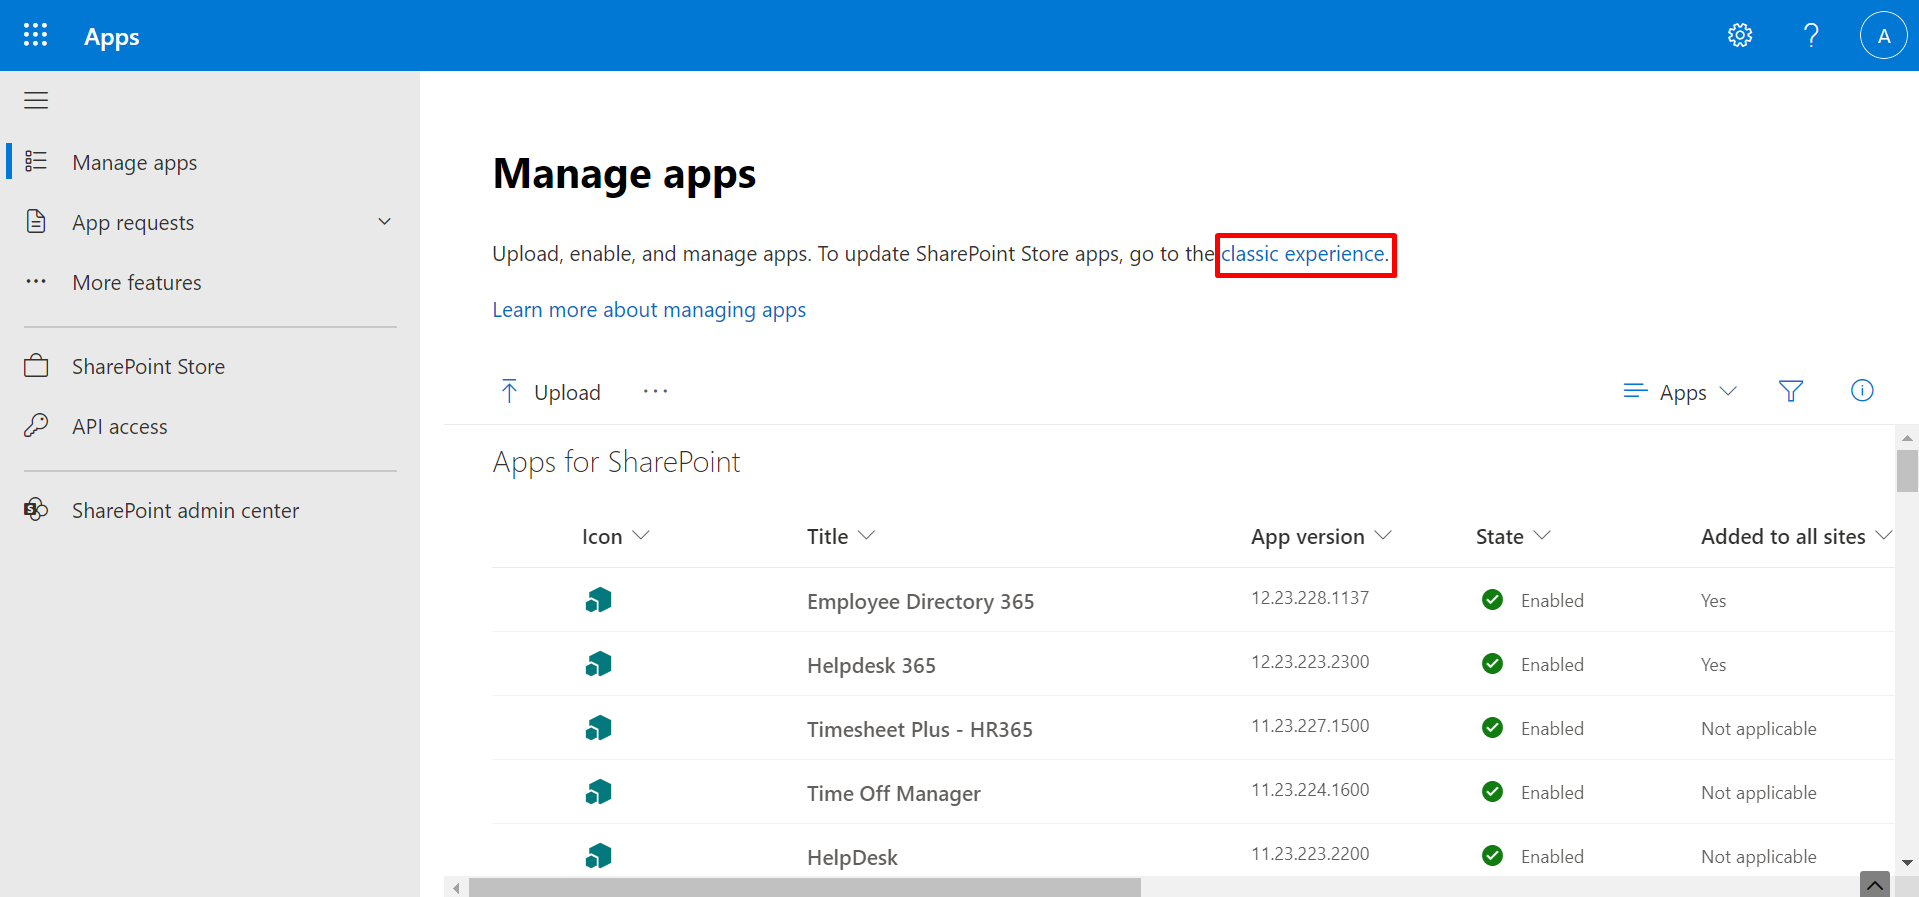 Apps
?
A
Manage apps
App requests
More features
SharePoint Store
API access
SharePoint admin center
Manage apps
Upload, enable, and manage apps. To update SharePoint Store apps, go to the classic experience.
Learn more about managing apps
Upload ··· Apps
Apps for SharePoint
Icon Title App version State Added to all sites
Employee Directory 365 12.23.228.1137 Enabled Yes
Helpdesk 365 12.23.223.2300 Enabled Yes
Timesheet Plus - HR365 11.23.227.1500 Enabled Not applicable
Time Off Manager 11.23.224.1600 Enabled Not applicable
HelpDesk 11.23.223.2200 Enabled Not applicable